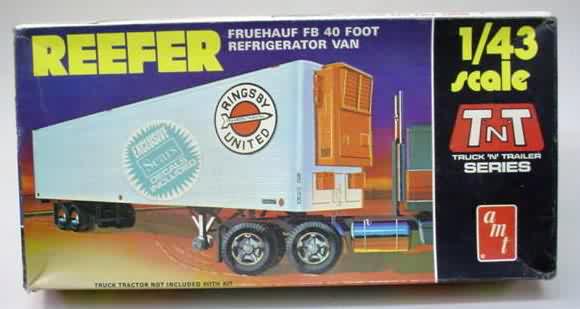 REEFER
FRUEHAUF FB 40 FOOT
REFRIGERATOR VAN
1/43
scale
TNT
TRUCK 'N' TRAILER
SERIES
amt
RINGSBY
UNITED
EXCLUSIVE
Sears
DECALS
INCLUDED
TRUCK TRACTOR NOT INCLUDED WITH KIT